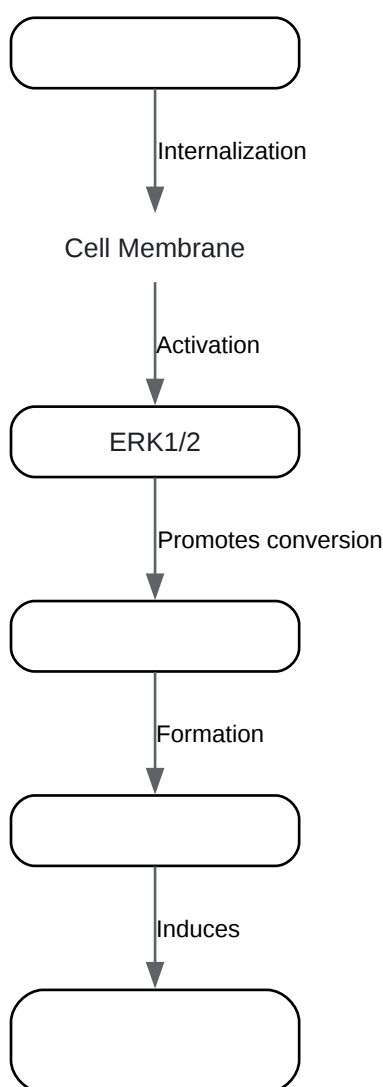 Internalization
Cell Membrane
Activation
ERK1/2
Promotes conversion
Formation
Induces